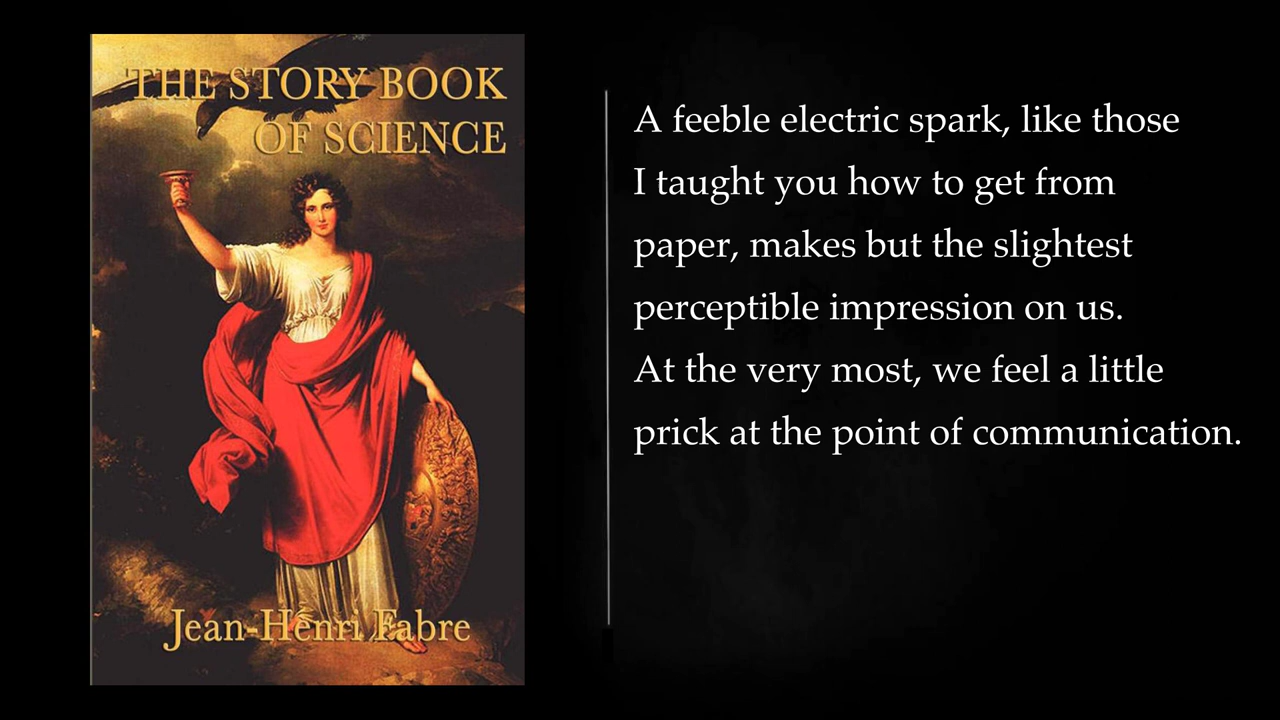 THE STORY BOOK
OF SCIENCE
Jean-Henri Fabre
A feeble electric spark, like those
I taught you how to get from
paper, makes but the slightest
perceptible impression on us.
At the very most, we feel a little
prick at the point of communication.